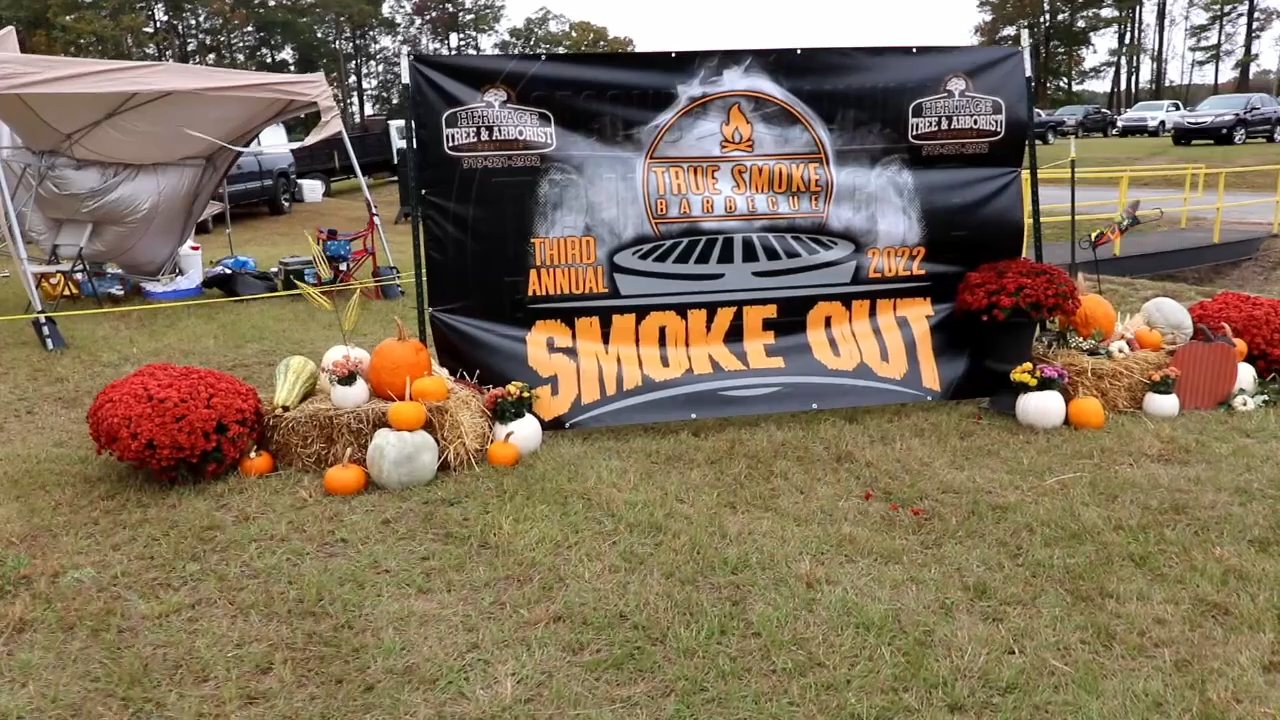 HERITAGE
TREE & ARBORIST
919-921-2992
TRUE SMOKE
BARBECUE
THIRD
ANNUAL
2022
SMOKE OUT
HERITAGE
TREE & ARBORIST
919-921-2992